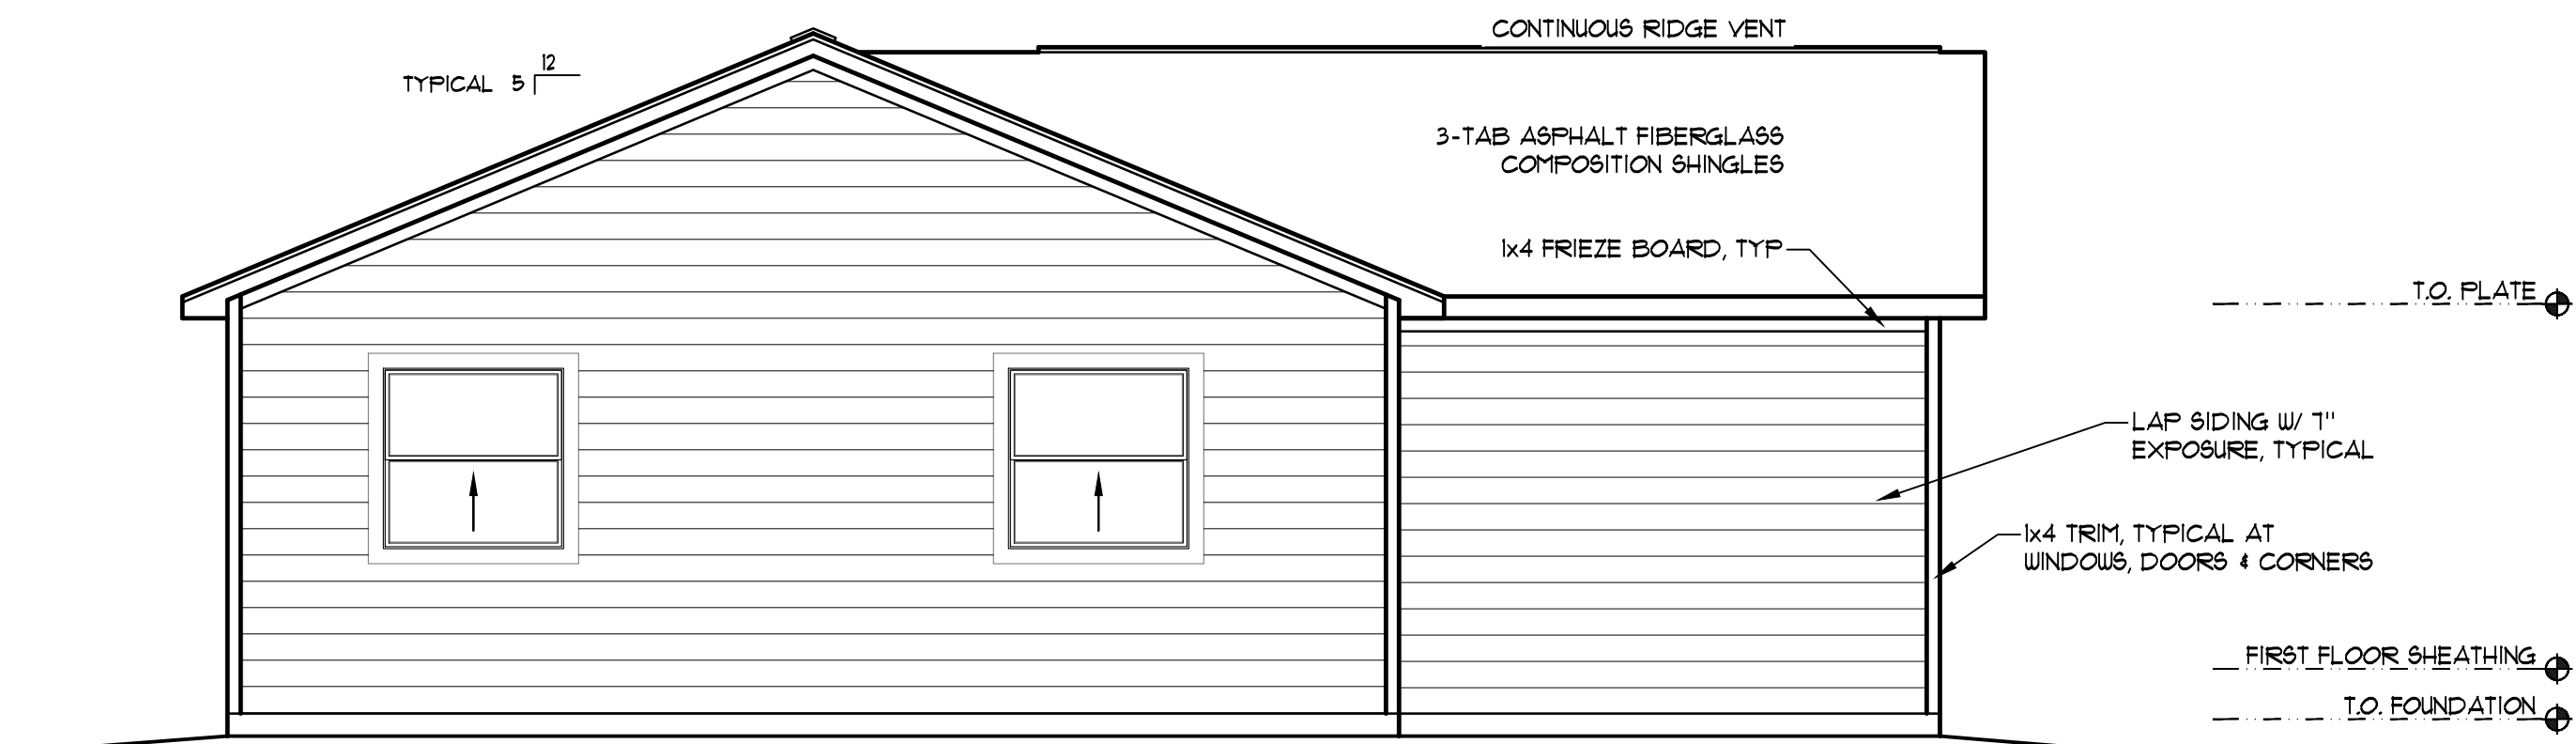 CONTINUOUS RIDGE VENT
12
TYPICAL 5
3-TAB ASPHALT FIBERGLASS
COMPOSITION SHINGLES
1x4 FRIEZE BOARD, TYP
T.O. PLATE
LAP SIDING W/ 7"
EXPOSURE, TYPICAL
1x4 TRIM, TYPICAL AT
WINDOWS, DOORS & CORNERS
FIRST FLOOR SHEATHING
T.O. FOUNDATION